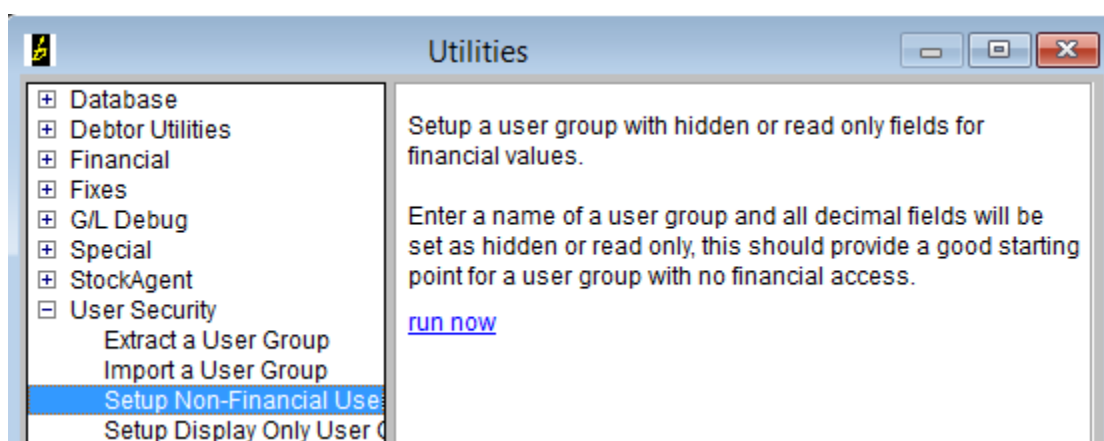 Utilities
Database
Debtor Utilities
Financial
Fixes
G/L Debug
Special
StockAgent
User Security
Extract a User Group
Import a User Group
Setup Non-Financial Use
Setup Display Only User
Setup a user group with hidden or read only fields for
financial values.
Enter a name of a user group and all decimal fields will be
set as hidden or read only, this should provide a good starting
point for a user group with no financial access.
run now